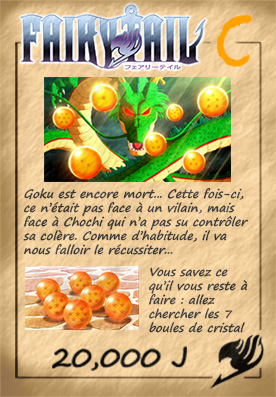 FAIRY TAIL
フェアリーテイル
C
Goku est encore mort... Cette fois-ci,
ce n'était pas face à un vilain, mais
face à Chochi qui n'a pas su contrôler
sa colère. Comme d'habitude, il va
nous falloir le récussiter...
Vous savez ce
qu'il vous reste à
faire : allez
chercher les 7
boules de cristal
20,000 J